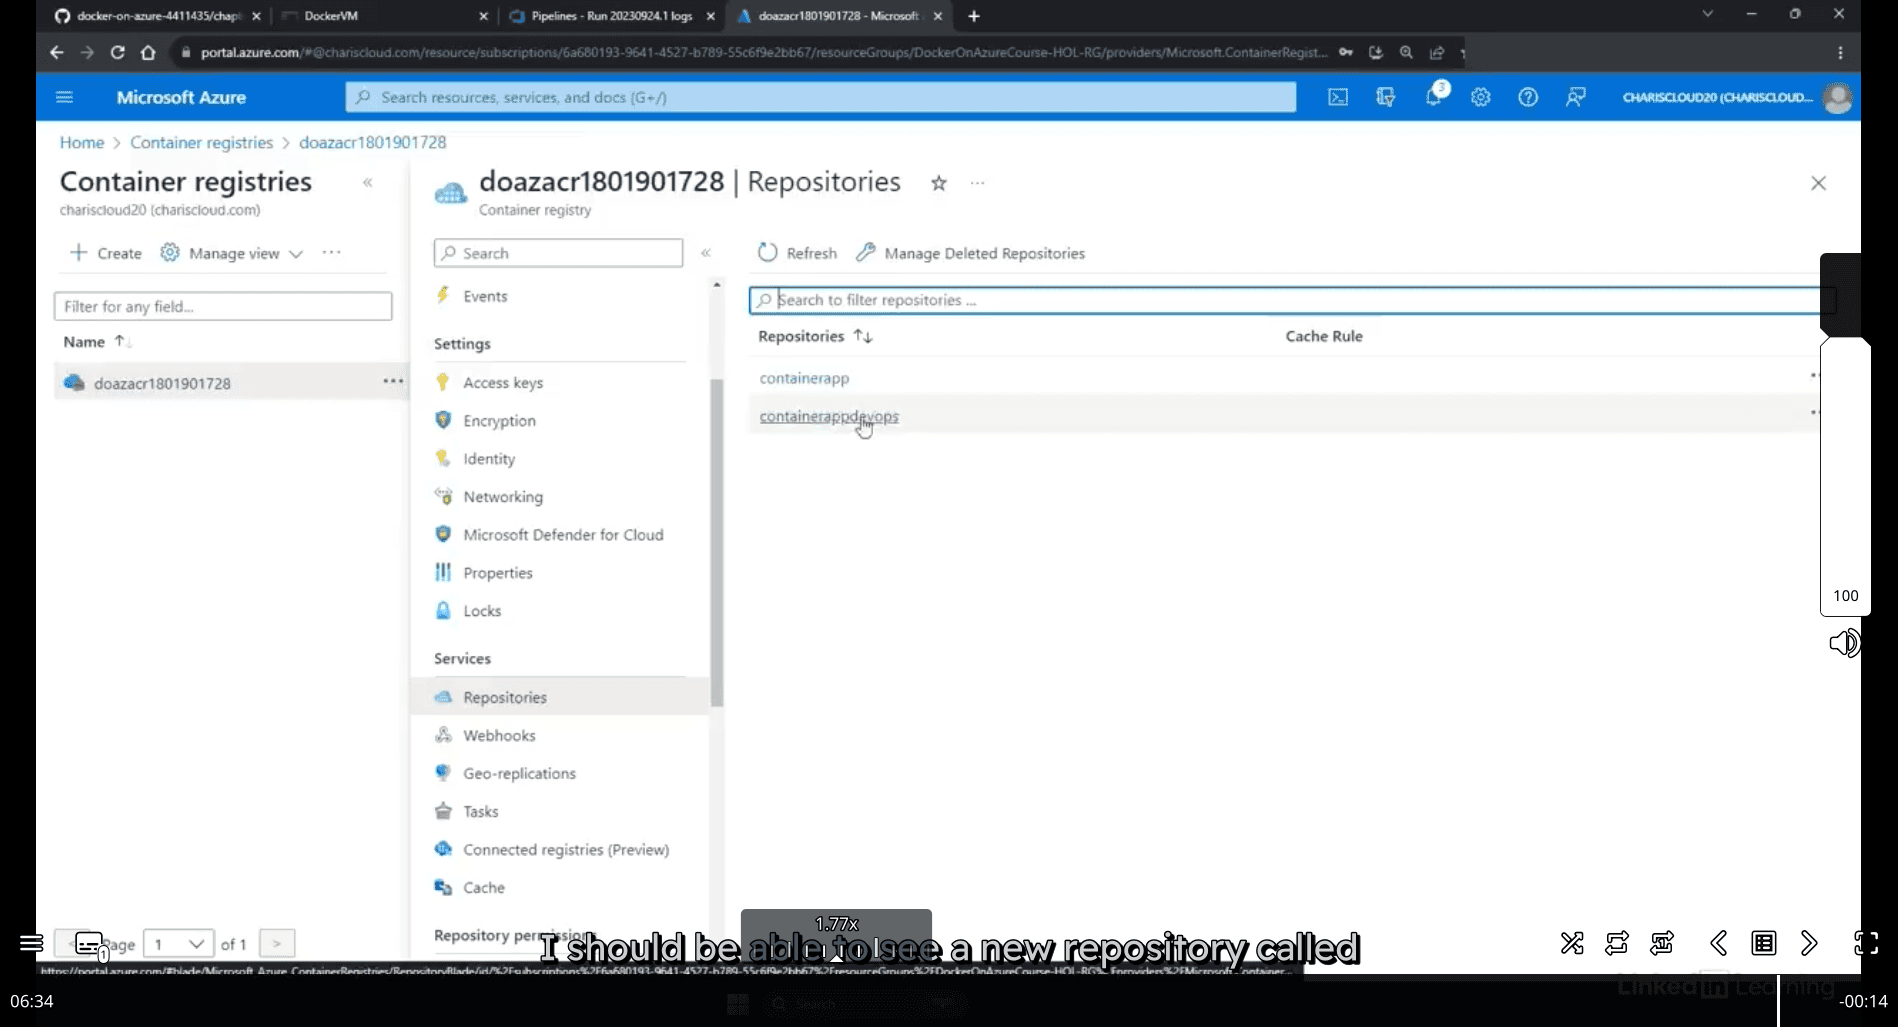 docker-on-azure-4411435/chapt
DockerVM
Pipelines - Run 20230924.1 logs
doazacr1801901728 - Microsoft
portal.azure.com/#@chariscloud.com/resource/subscriptions/6a680193-9641-4527-b789-55c6f9e2bb67/resourceGroups/DockerOnAzureCourse-HOL-RG/providers/Microsoft.ContainerRegist...
Microsoft Azure
Search resources, services, and docs (G+/)
3
CHARISCLOUD20 (CHARISCLOUD...
Home > Container registries > doazacr1801901728
Container registries
chariscloud20 (chariscloud.com)
Create
Manage view
Filter for any field...
Name
doazacr1801901728
Page 1 of 1 >
doazacr1801901728 | Repositories
Container registry
Search
Events
Settings
Access keys
Encryption
Identity
Networking
Microsoft Defender for Cloud
Properties
Locks
Services
Repositories
Webhooks
Geo-replications
Tasks
Connected registries (Preview)
Cache
Repository permissions
Refresh
Manage Deleted Repositories
Search to filter repositories ...
Repositories
Cache Rule
containerapp
containerappdevops
100
1.77x
I should be able to see a new repository called
1
LinkedIn Learning
06:34
Search
-00:14